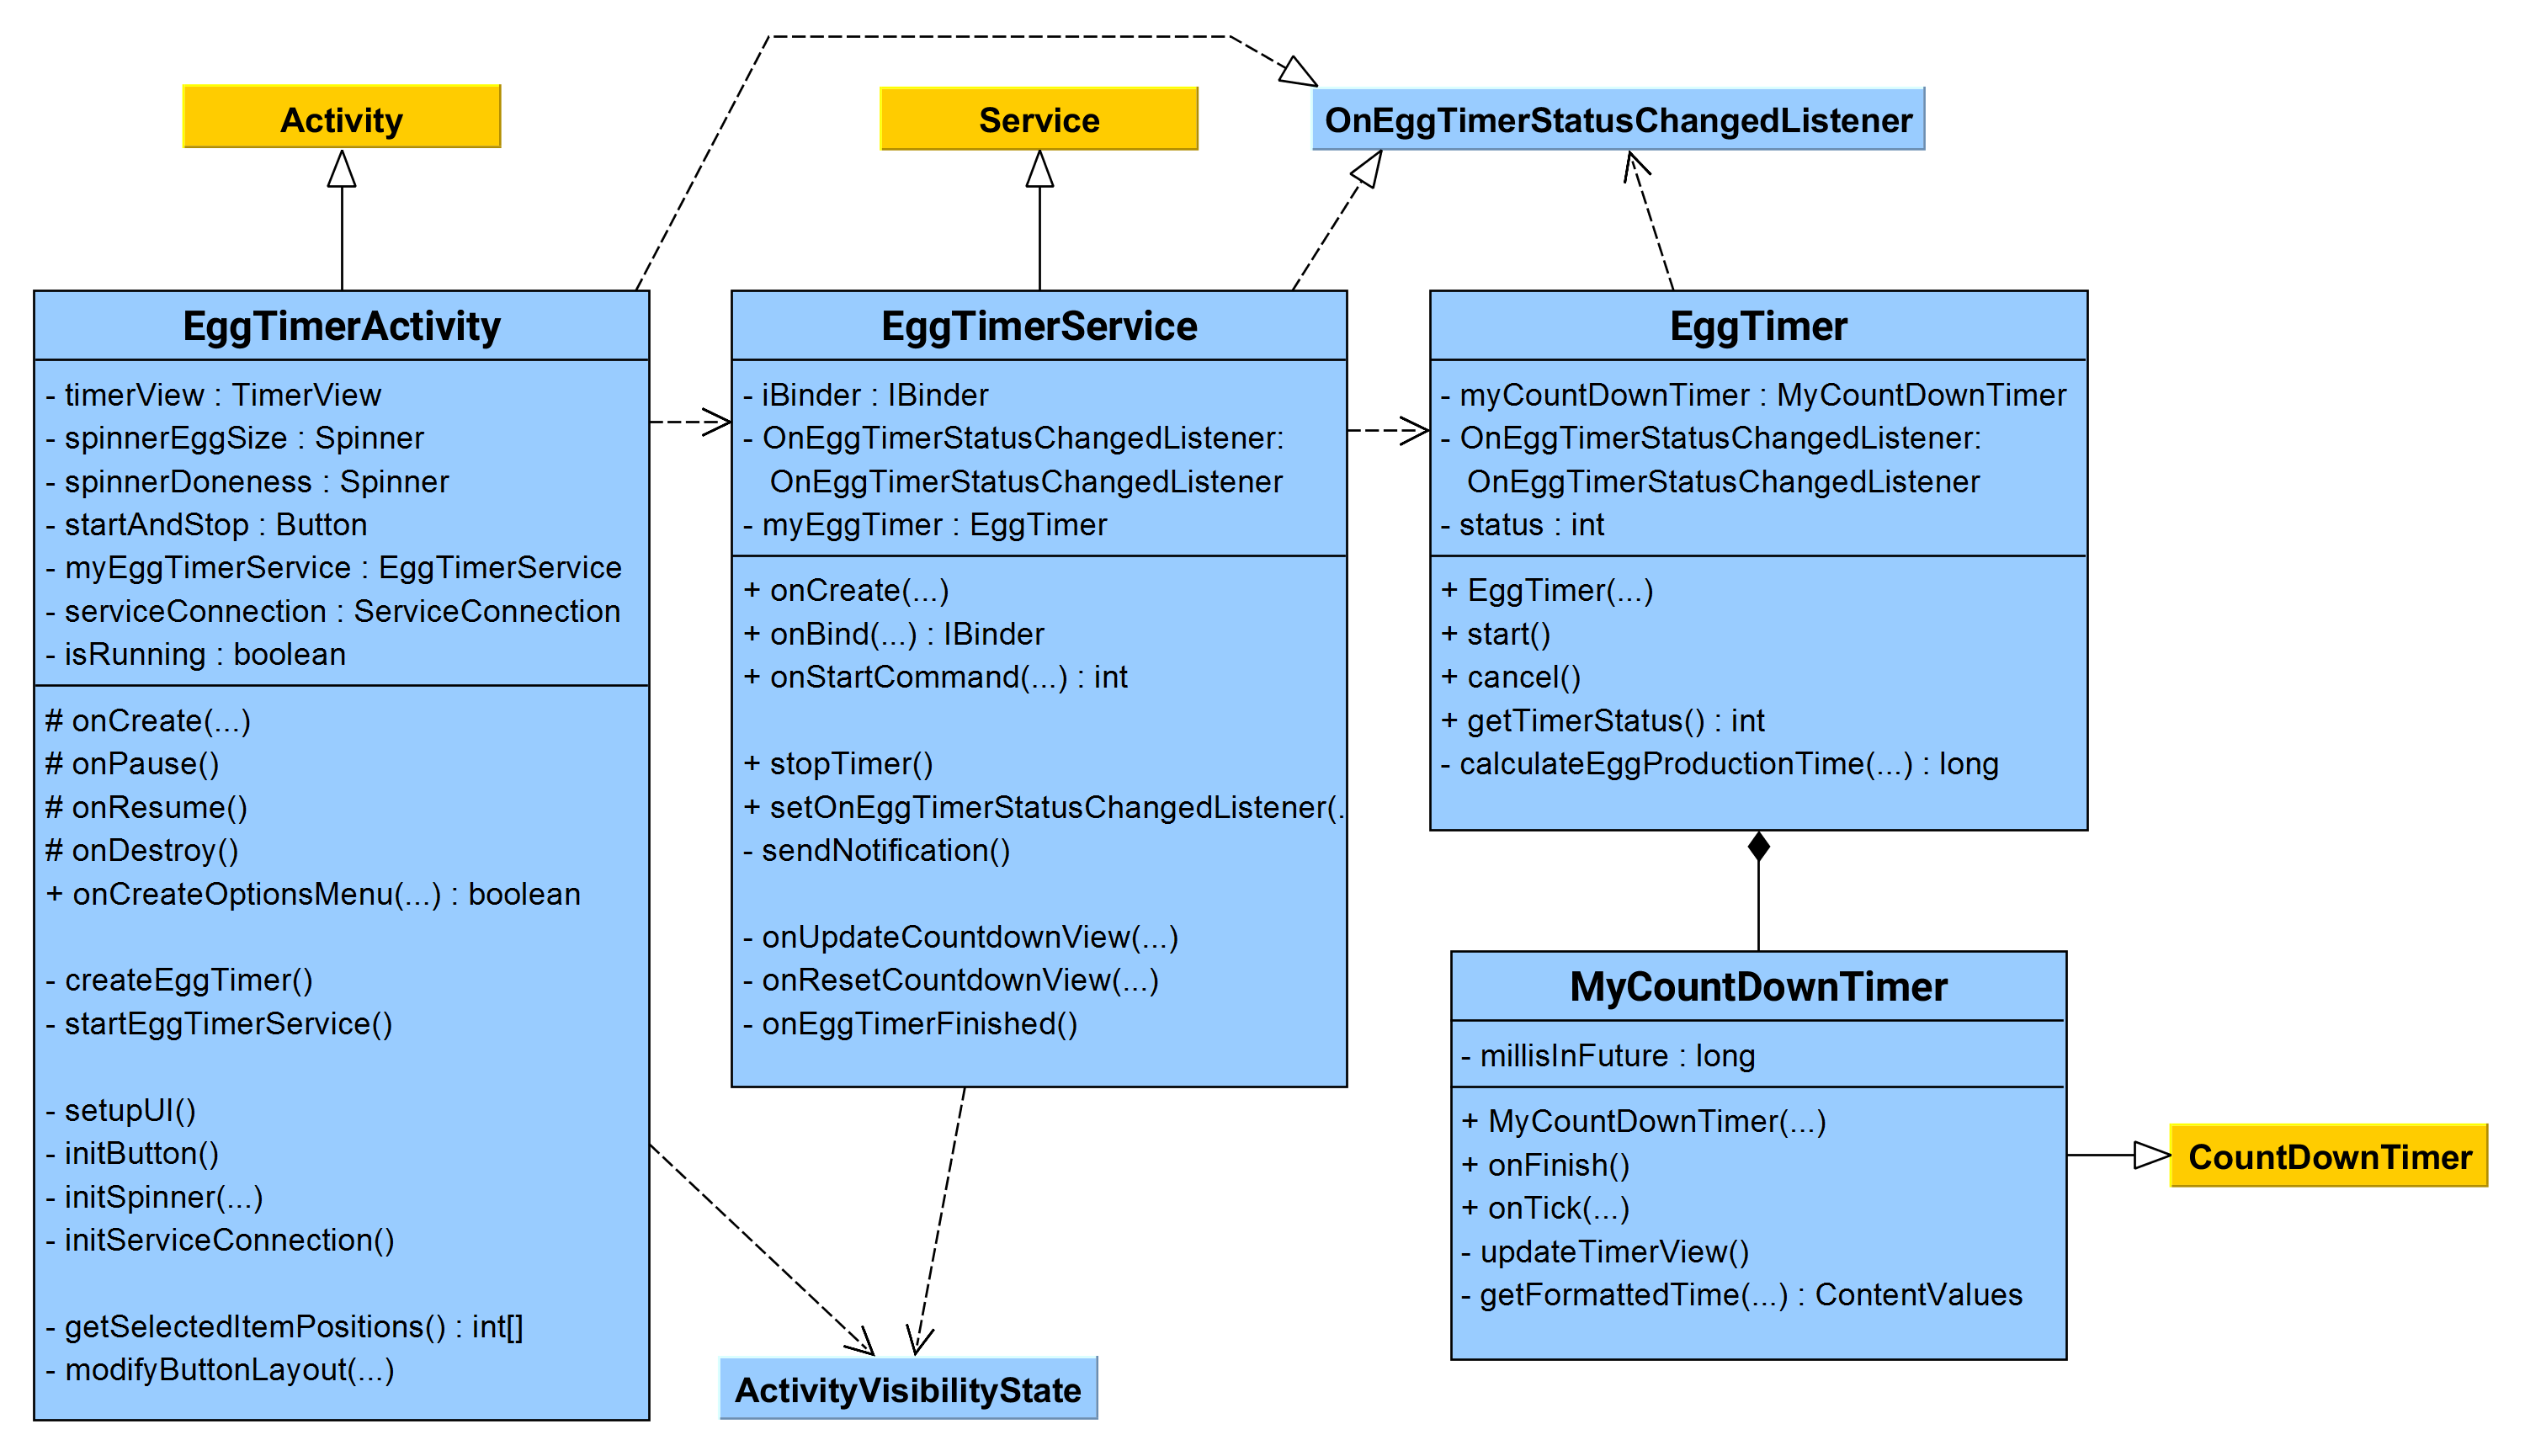 Activity
Service
OnEggTimerStatusChangedListener
EggTimerActivity
- timerView : TimerView
- spinnerEggSize : Spinner
- spinnerDoneness : Spinner
- startAndStop : Button
- myEggTimerService : EggTimerService
- serviceConnection : ServiceConnection
- isRunning : boolean
# onCreate(...)
# onPause()
# onResume()
# onDestroy()
+ onCreateOptionsMenu(...) : boolean
- createEggTimer()
- startEggTimerService()
- setupUI()
- initButton()
- initSpinner(...)
- initServiceConnection()
- getSelectedItemPositions() : int[]
- modifyButtonLayout(...)
EggTimerService
- iBinder : IBinder
- OnEggTimerStatusChangedListener:
OnEggTimerStatusChangedListener
- myEggTimer : EggTimer
+ onCreate(...)
+ onBind(...) : IBinder
+ onStartCommand(...) : int
+ stopTimer()
+ setOnEggTimerStatusChangedListener(.
- sendNotification()
- onUpdateCountdownView(...)
- onResetCountdownView(...)
- onEggTimerFinished()
EggTimer
- myCountDownTimer : MyCountDownTimer
- OnEggTimerStatusChangedListener:
OnEggTimerStatusChangedListener
- status : int
+ EggTimer(...)
+ start()
+ cancel()
+ getTimerStatus() : int
- calculateEggProductionTime(...) : long
MyCountDownTimer
- millisInFuture : long
+ MyCountDownTimer(...)
+ onFinish()
+ onTick(...)
- updateTimerView()
- getFormattedTime(...) : ContentValues
CountDownTimer
ActivityVisibilityState